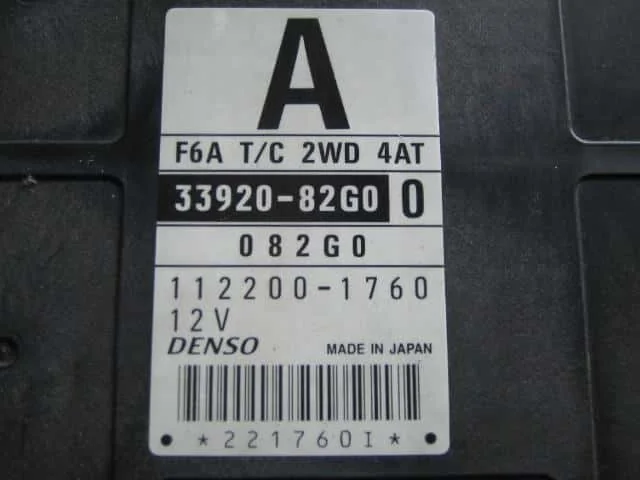 A
F6A T/C 2WD 4AT
33920-82G0 0
082G0
112200-1760
12V
DENSO MADE IN JAPAN
*221760I*